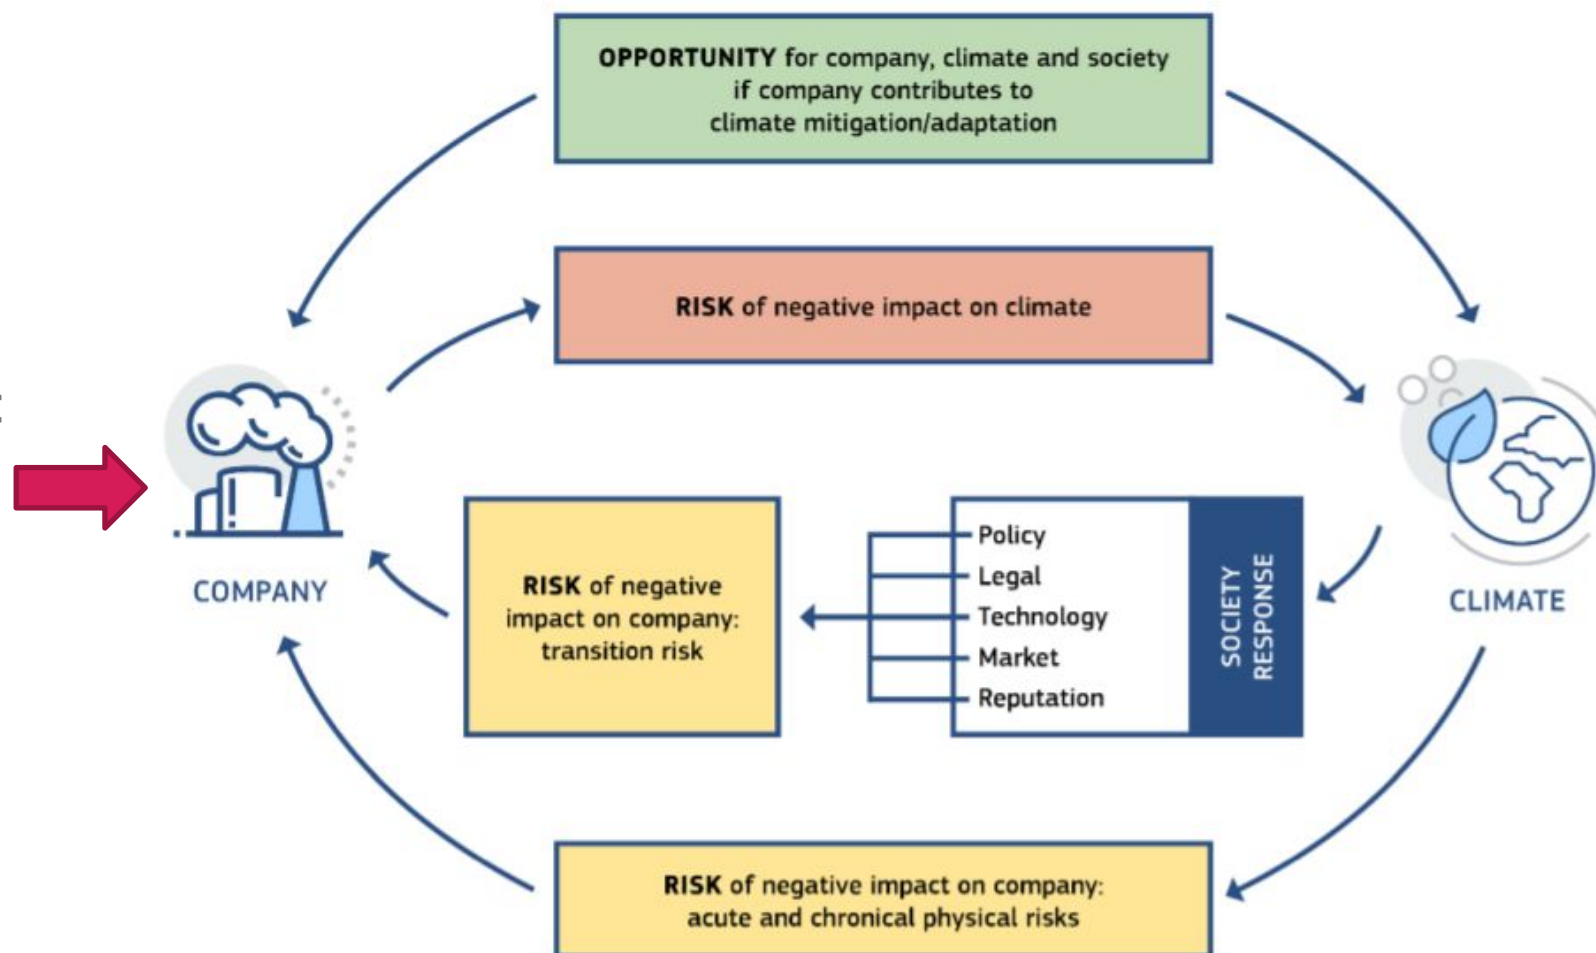 OPPORTUNITY for company, climate and society
if company contributes to
climate mitigation/adaptation
RISK of negative impact on climate
COMPANY
CLIMATE
RISK of negative
impact on company:
transition risk
Policy
Legal
Technology
Market
Reputation
SOCIETY
RESPONSE
RISK of negative impact on company:
acute and chronical physical risks